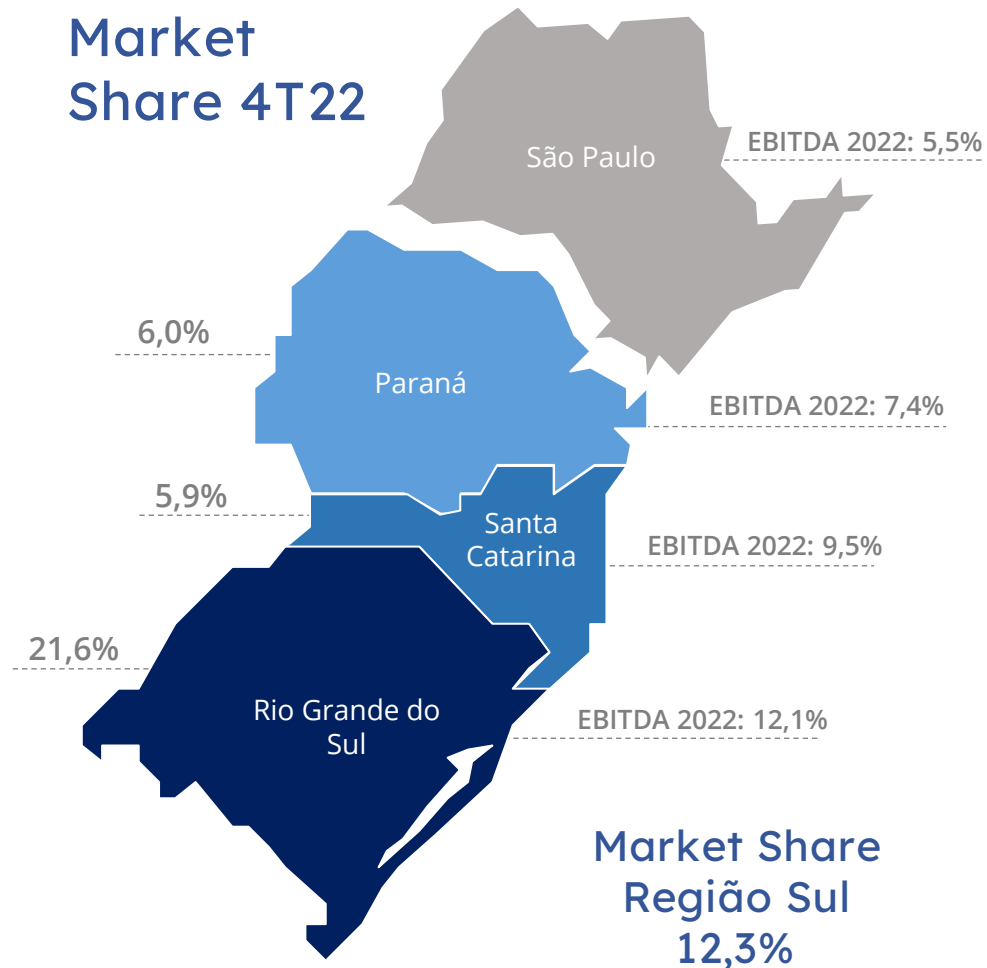 Market
Share 4T22
São Paulo
EBITDA 2022: 5,5%
6,0%
Paraná
EBITDA 2022: 7,4%
5,9%
Santa
Catarina
EBITDA 2022: 9,5%
21,6%
Rio Grande do
Sul
EBITDA 2022: 12,1%
Market Share
Região Sul
12,3%